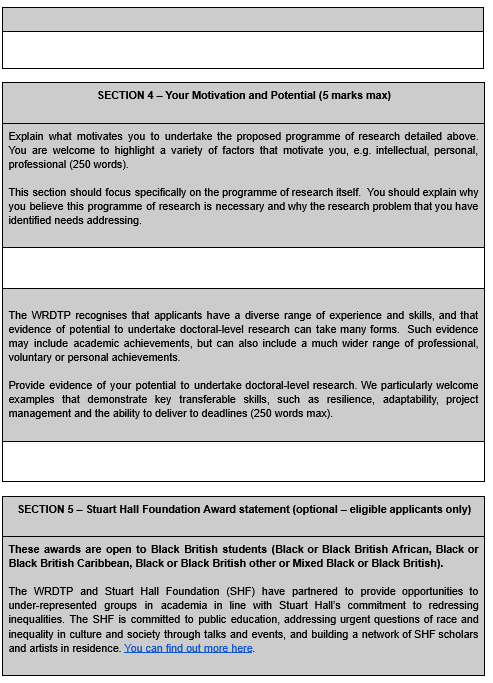 SECTION 4 – Your Motivation and Potential (5 marks max)
Explain what motivates you to undertake the proposed programme of research detailed above.
You are welcome to highlight a variety of factors that motivate you, e.g. intellectual, personal,
professional (250 words).
This section should focus specifically on the programme of research itself. You should explain why
you believe this programme of research is necessary and why the research problem that you have
identified needs addressing.
The WRDTP recognises that applicants have a diverse range of experience and skills, and that
evidence of potential to undertake doctoral-level research can take many forms. Such evidence
may include academic achievements, but can also include a much wider range of professional,
voluntary or personal achievements.
Provide evidence of your potential to undertake doctoral-level research. We particularly welcome
examples that demonstrate key transferable skills, such as resilience, adaptability, project
management and the ability to deliver to deadlines (250 words max).
SECTION 5 – Stuart Hall Foundation Award statement (optional – eligible applicants only)
These awards are open to Black British students (Black or Black British African, Black or
Black British Caribbean, Black or Black British other or Mixed Black or Black British).
The WRDTP and Stuart Hall Foundation (SHF) have partnered to provide opportunities to
under-represented groups in academia in line with Stuart Hall's commitment to redressing
inequalities. The SHF is committed to public education, addressing urgent questions of race and
inequality in culture and society through talks and events, and building a network of SHF scholars
and artists in residence. You can find out more here.